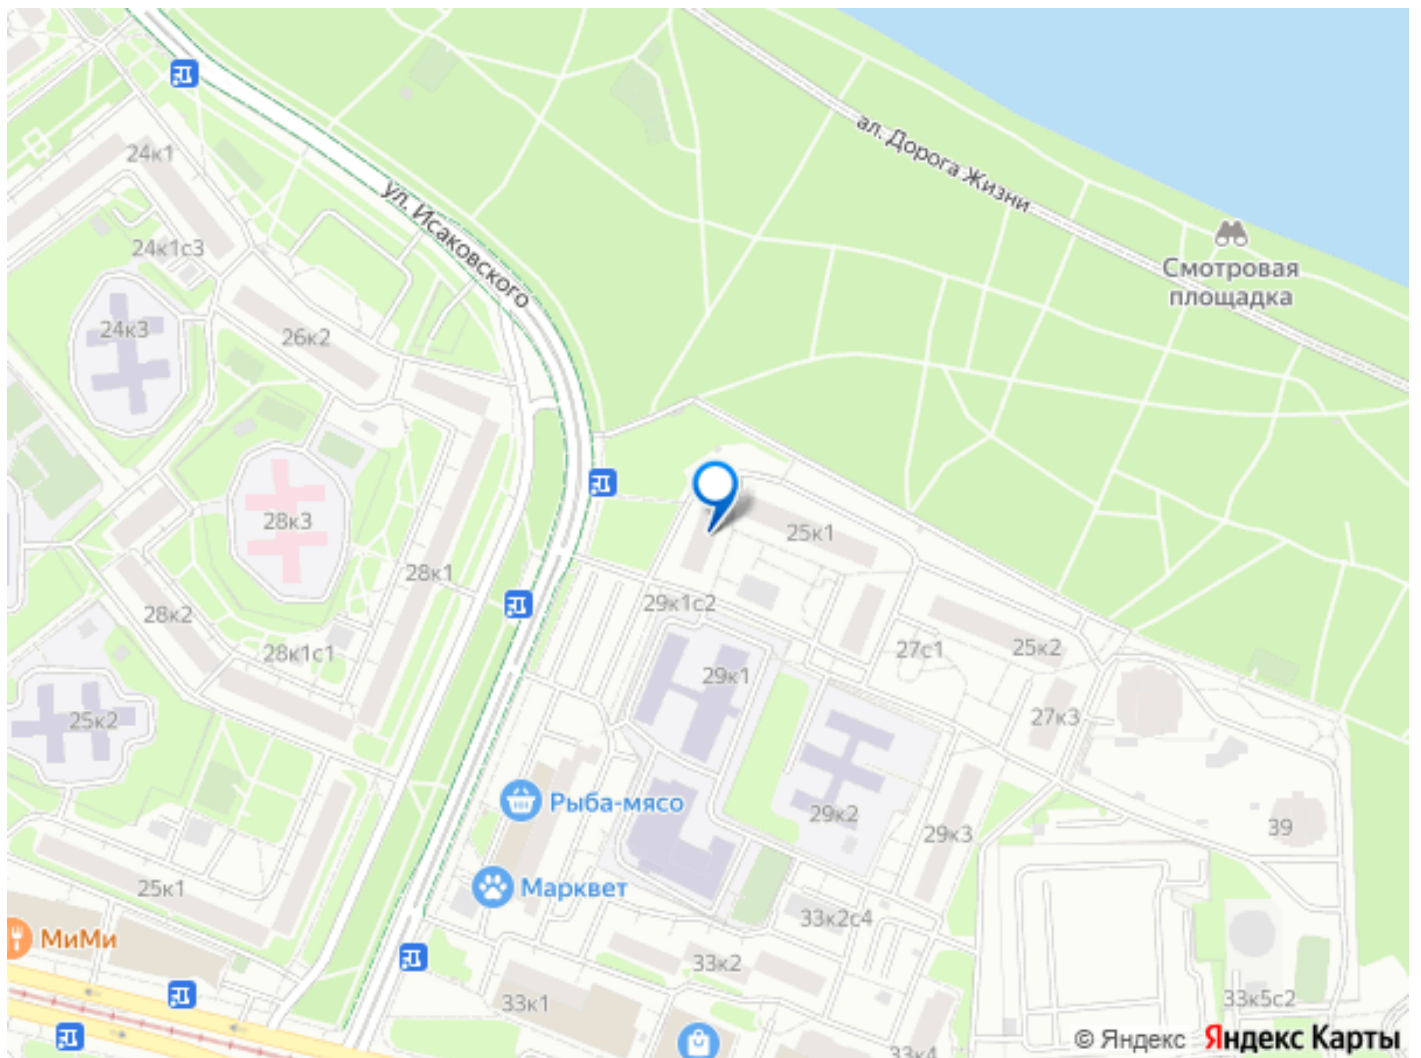 24к1
ал. Дорога Жизни
ул. Исаковского
24к1с3
Смотровая
площадка
24к3
26к2
28к3
25к1
28к1
28к2
29к1с2
28к1с1
27с1
25к2
29к1
25к2
27к3
Рыба-мясо
29к2
29к3
39
25к1
Марквет
33к2с4
МиМи
33к2
33к1
33к5с2
33к4
© Яндекс Яндекс Карты